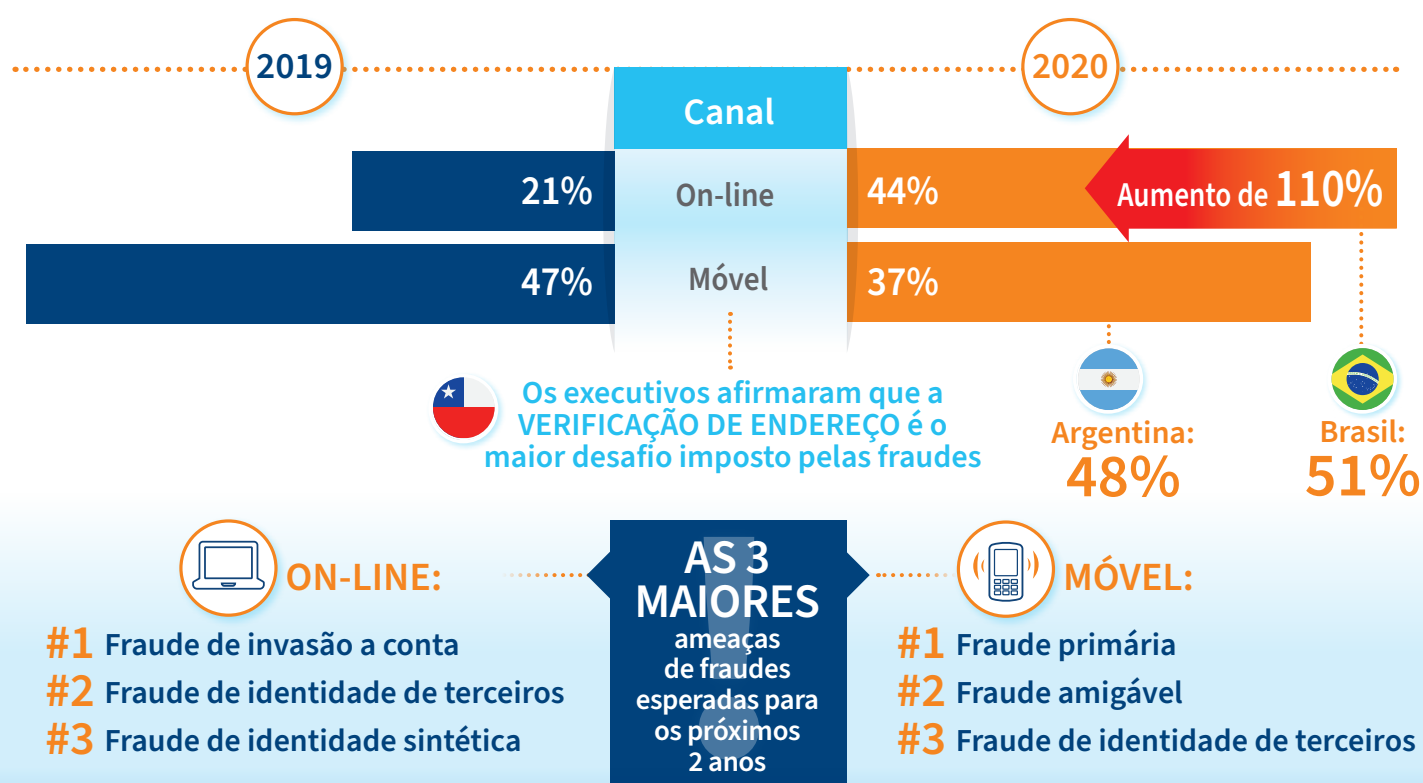 2019
2020
Canal
21%
On-line
44%
Aumento de 110%
47%
Móvel
37%
Os executivos afirmaram que a
VERIFICAÇÃO DE ENDEREÇO é o
maior desafio imposto pelas fraudes
Argentina:
48%
Brasil:
51%
ON-LINE:
#1 Fraude de invasão a conta
#2 Fraude de identidade de terceiros
#3 Fraude de identidade sintética
!
AS 3
MAIORES
ameaças
de fraudes
esperadas para
os próximos
2 anos
MÓVEL:
#1 Fraude primária
#2 Fraude amigável
#3 Fraude de identidade de terceiros